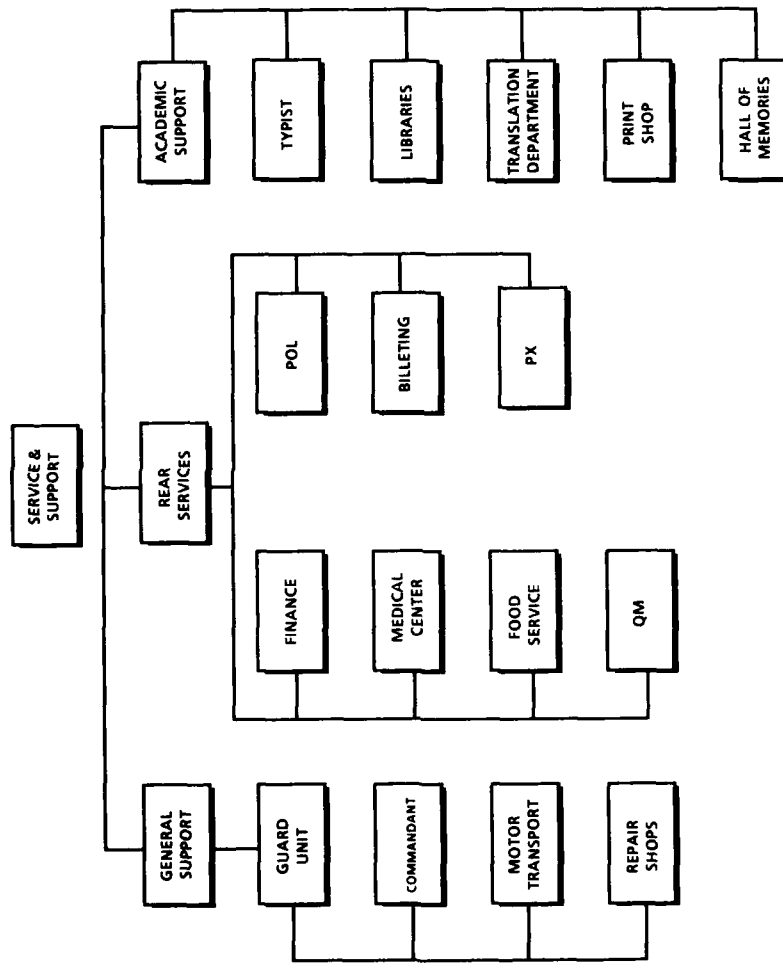 SERVICE &
SUPPORT
GENERAL
SUPPORT
REAR
SERVICES
ACADEMIC
SUPPORT
GUARD
UNIT
COMMANDANT
MOTOR
TRANSPORT
REPAIR
SHOPS
FINANCE
MEDICAL
CENTER
FOOD
SERVICE
QM
POL
BILLETING
PX
TYPIST
LIBRARIES
TRANSLATION
DEPARTMENT
PRINT
SHOP
HALL OF
MEMORIES